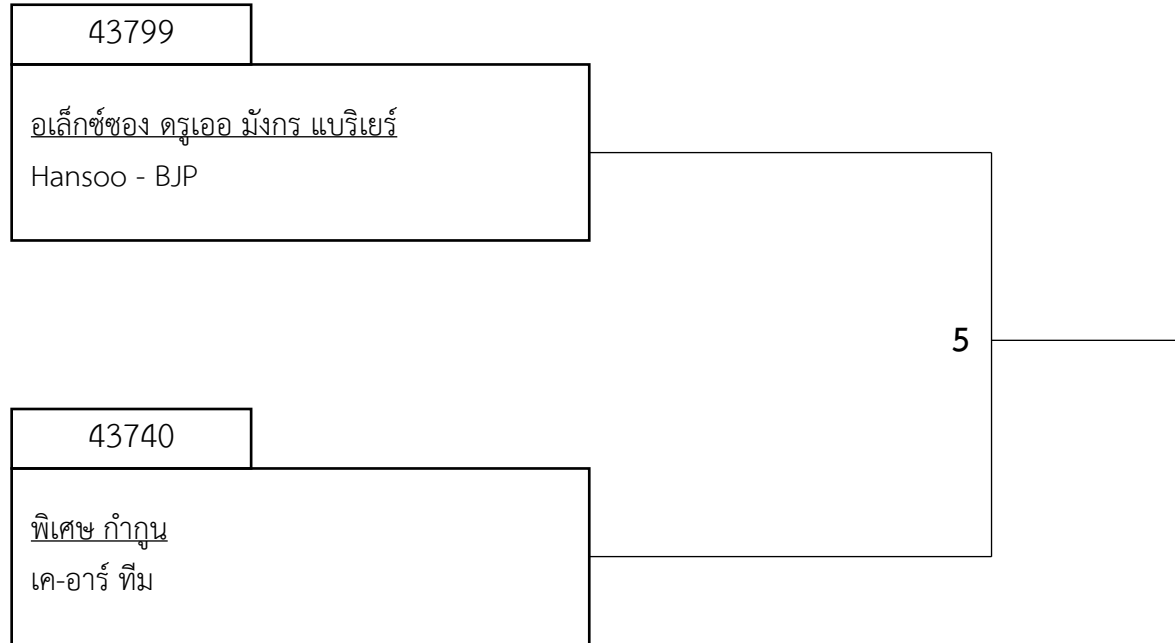 43799
อเล็กซ์ซอง ดรูเออ มังกร แบริเยร์
Hansoo - BJP
5
43740
พิเศษ กำกูน
เค-อาร์ ทีม